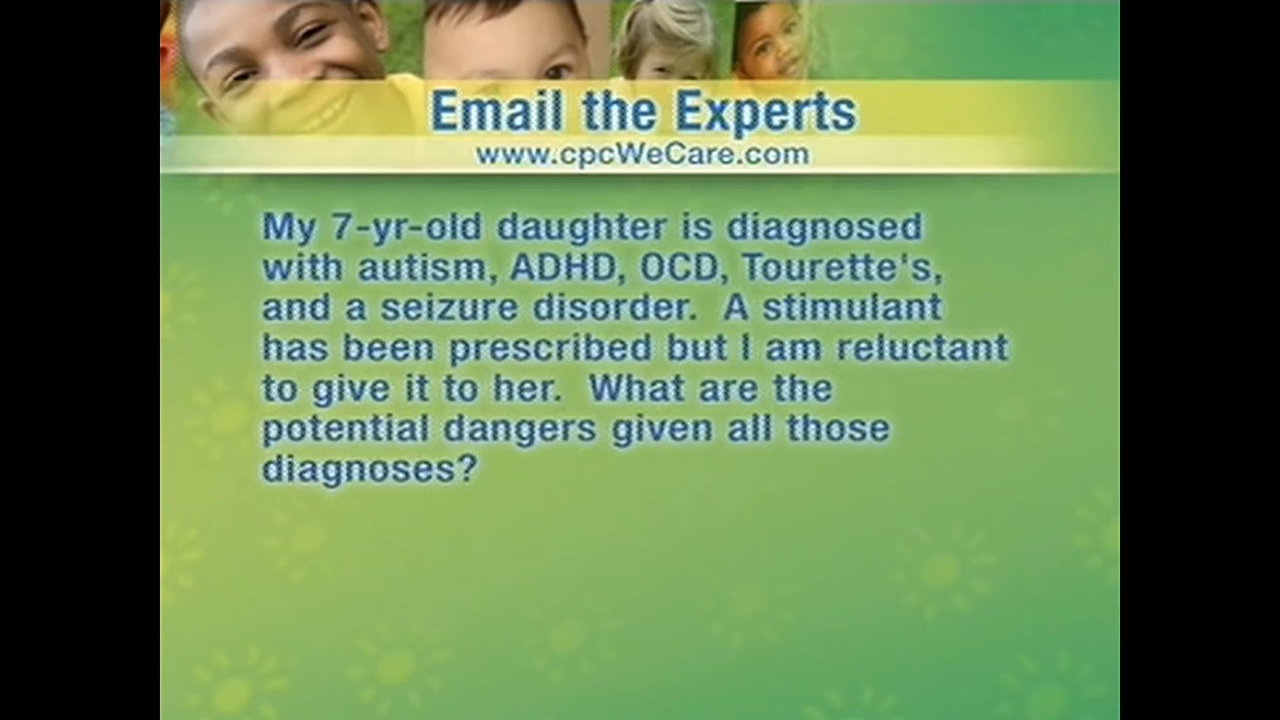 Email the Experts
www.cpcWeCare.com
My 7-yr-old daughter is diagnosed
with autism, ADHD, OCD, Tourette's,
and a seizure disorder.  A stimulant
has been prescribed but I am reluctant
to give it to her.  What are the
potential dangers given all those
diagnoses?